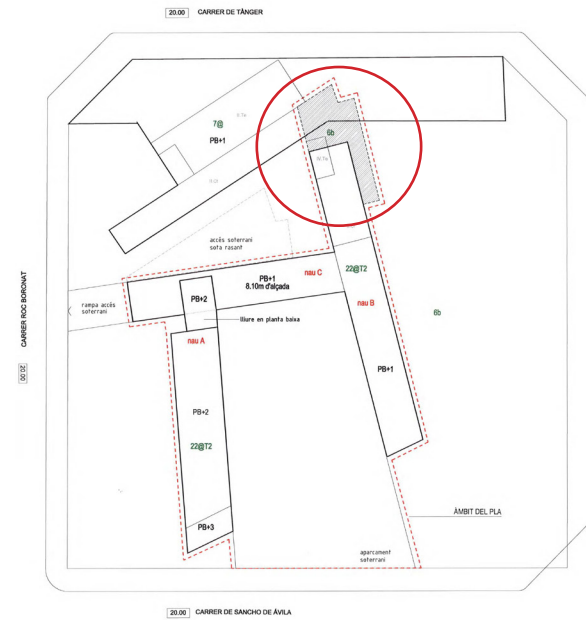 20.00 CARRER DE TÀNGER
7@
PB+1
6b
accés soterrani
sota rasant
PB+1
8.10m d'alçada
nau C
22@T2
nau B
6b
PB+2
rampa accés
soterrani
lliure en planta baixa
nau A
CARRER ROC BORONAT
20.00
PB+1
PB+2
22@T2
PB+3
ÀMBIT DEL PLA
aparcament
soterrani
20.00 CARRER DE SANCHO DE ÁVILA